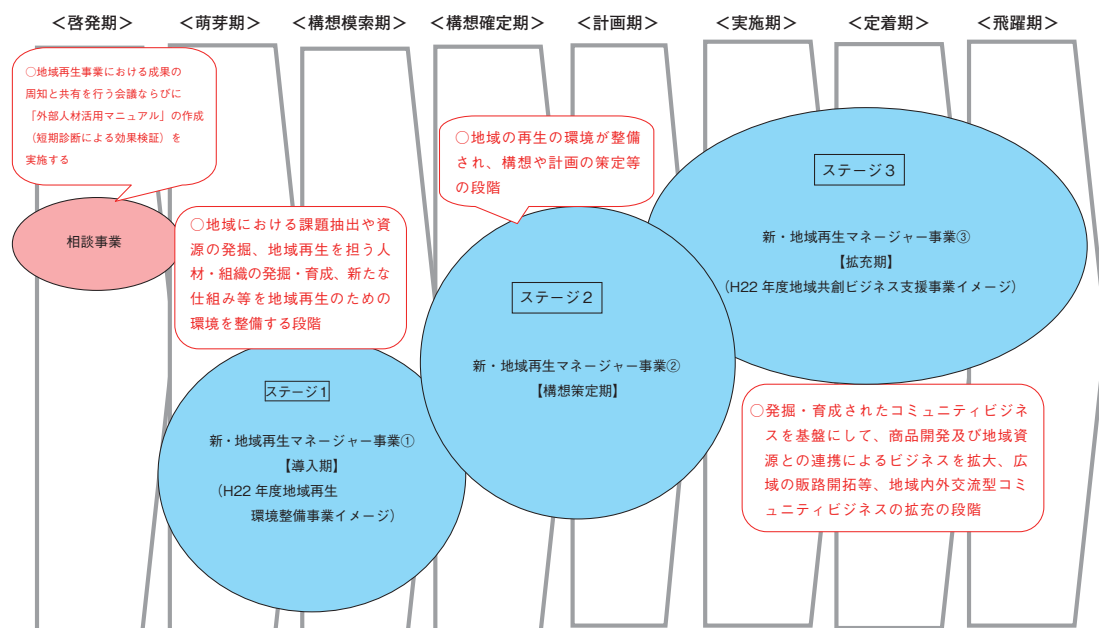 ＜啓発期＞ ＜萌芽期＞ ＜構想模索期＞ ＜構想確定期＞ ＜計画期＞ ＜実施期＞ ＜定着期＞ ＜飛躍期＞
○地域再生事業における成果の
周知と共有を行う会議ならびに
「外部人材活用マニュアル」の作成
（短期診断による効果検証）を
実施する
相談事業
○地域における課題抽出や資
源の発掘、地域再生を担う人
材・組織の発掘・育成、新たな
仕組み等を地域再生のための
環境を整備する段階
ステージ１
新・地域再生マネージャー事業①
【導入期】
（H22 年度地域再生
環境整備事業イメージ）
○地域の再生の環境が整備
され、構想や計画の策定等
の段階
ステージ２
新・地域再生マネージャー事業②
【構想策定期】
ステージ３
新・地域再生マネージャー事業③
【拡充期】
（H22 年度地域共創ビジネス支援事業イメージ）
○発掘・育成されたコミュニティビジネ
スを基盤にして、商品開発及び地域資
源との連携によるビジネスを拡大、広
域の販路開拓等、地域内外交流型コミ
ュニティビジネスの拡充の段階